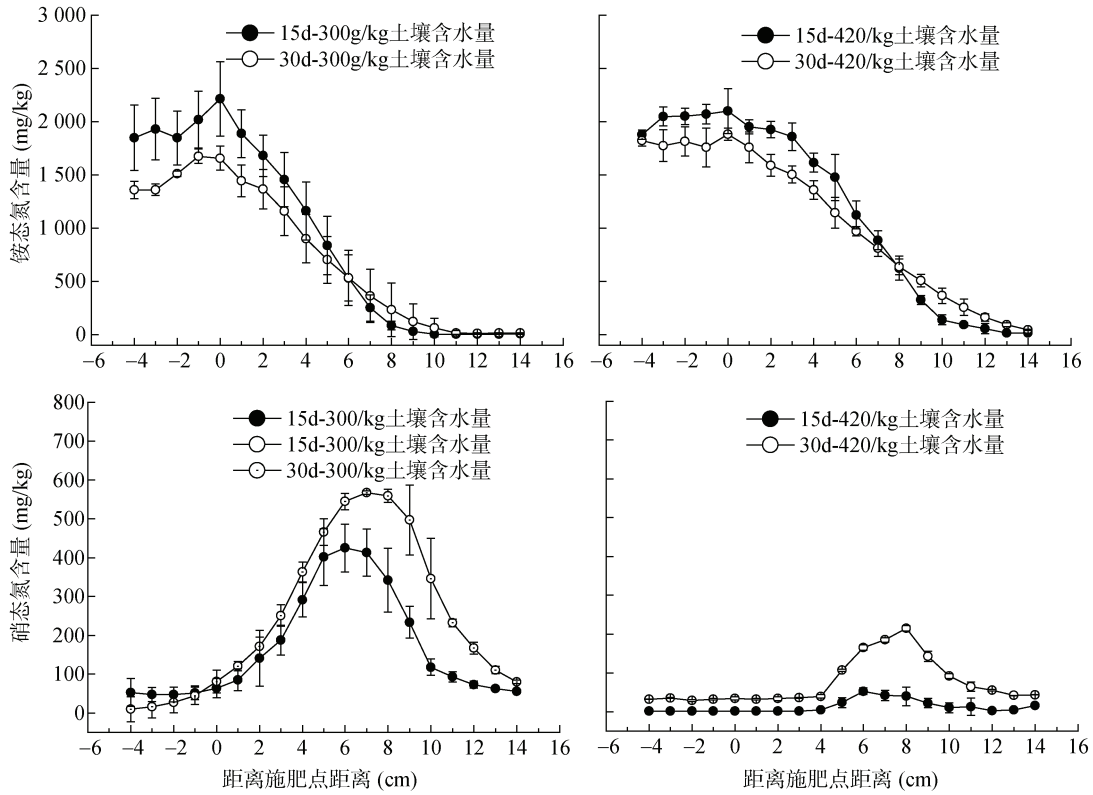 3 000
2 500
2 000
1 500
1 000
500
0
铵态氮含量 (mg/kg)
15d-300g/kg土壤含水量
30d-300g/kg土壤含水量
−6 −4 −2 0 2 4 6 8 10 12 14 16
15d-420/kg土壤含水量
30d-420/kg土壤含水量
−6 −4 −2 0 2 4 6 8 10 12 14 16
800
700
600
500
400
300
200
100
0
硝态氮含量 (mg/kg)
15d-300/kg土壤含水量
15d-300/kg土壤含水量
30d-300/kg土壤含水量
−6 −4 −2 0 2 4 6 8 10 12 14 16
距离施肥点距离 (cm)
15d-420/kg土壤含水量
30d-420/kg土壤含水量
−6 −4 −2 0 2 4 6 8 10 12 14 16
距离施肥点距离 (cm)